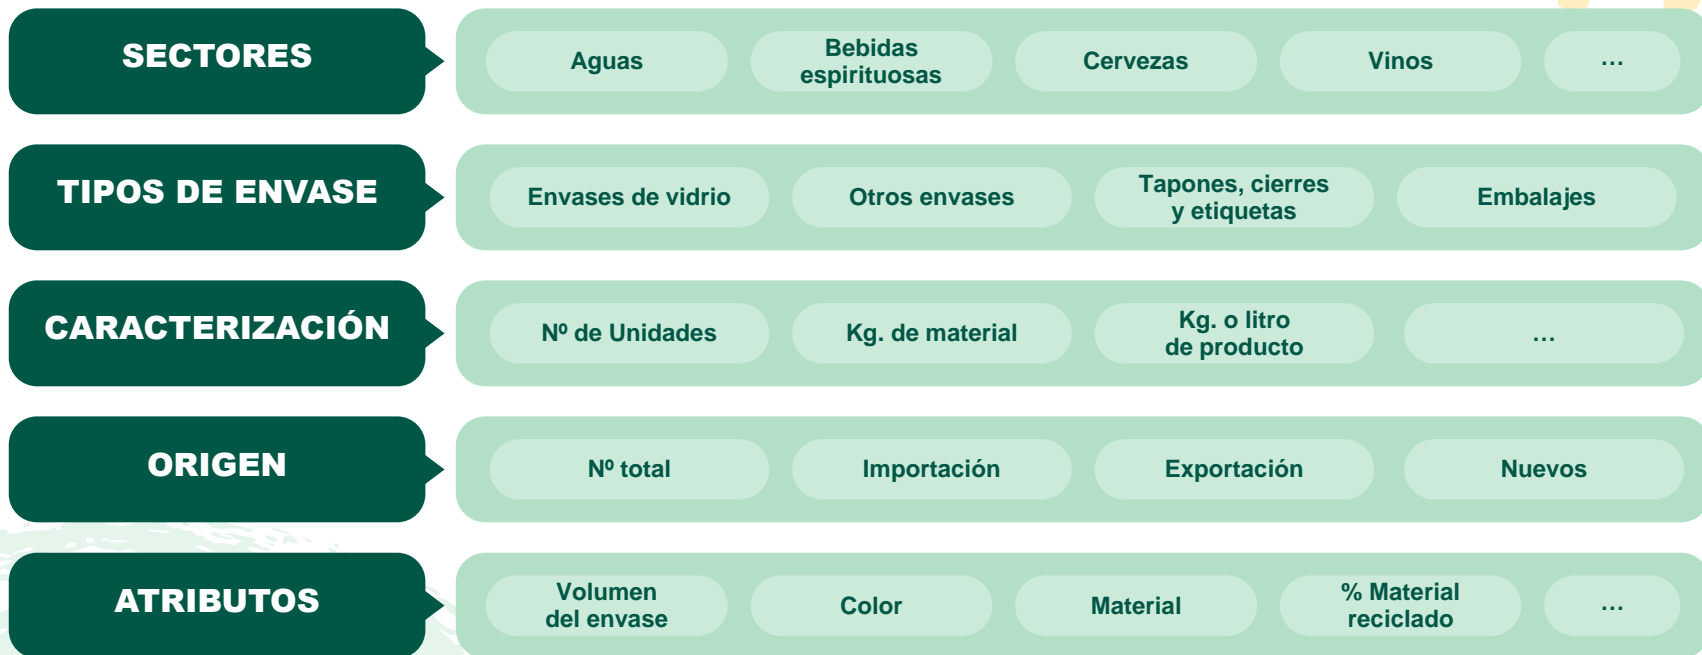 SECTORES
Aguas
Bebidas
espirituosas
Cervezas
Vinos
…
TIPOS DE ENVASE
Envases de vidrio
Otros envases
Tapones, cierres
y etiquetas
Embalajes
CARACTERIZACIÓN
Nº de Unidades
Kg. de material
Kg. o litro
de producto
…
ORIGEN
Nº total
Importación
Exportación
Nuevos
ATRIBUTOS
Volumen
del envase
Color
Material
% Material
reciclado
…